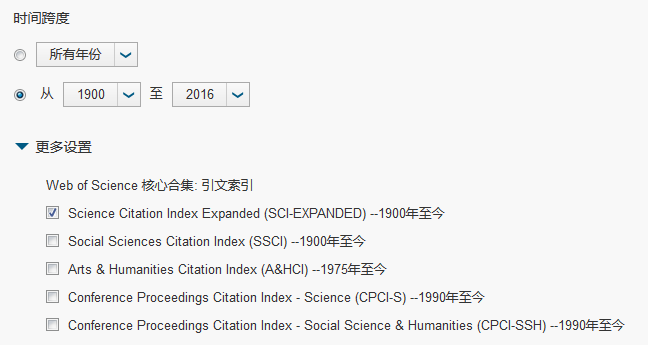 时间跨度
所有年份
从 1900 至 2016
更多设置
Web of Science 核心合集: 引文索引
Science Citation Index Expanded (SCI-EXPANDED) --1900年至今
Social Sciences Citation Index (SSCI) --1900年至今
Arts & Humanities Citation Index (A&HCI) --1975年至今
Conference Proceedings Citation Index - Science (CPCI-S) --1990年至今
Conference Proceedings Citation Index - Social Science & Humanities (CPCI-SSH) --1990年至今